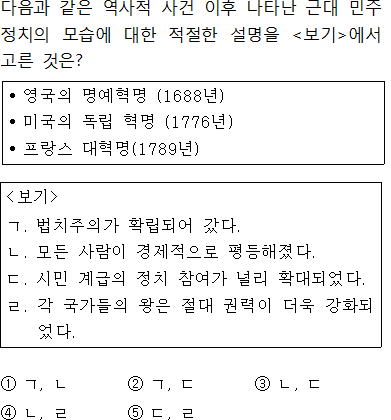 다음과 같은 역사적 사건 이후 나타난 근대 민주
정치의 모습에 대한 적절한 설명을 <보기>에서
고른 것은?
• 영국의 명예혁명 (1688년)
• 미국의 독립 혁명 (1776년)
• 프랑스 대혁명(1789년)
<보기>
ㄱ. 법치주의가 확립되어 갔다.
ㄴ. 모든 사람이 경제적으로 평등해졌다.
ㄷ. 시민 계급의 정치 참여가 널리 확대되었다.
ㄹ. 각 국가들의 왕은 절대 권력이 더욱 강화되
었다.
① ㄱ, ㄴ ② ㄱ, ㄷ ③ ㄴ, ㄷ
④ ㄴ, ㄹ ⑤ ㄷ, ㄹ